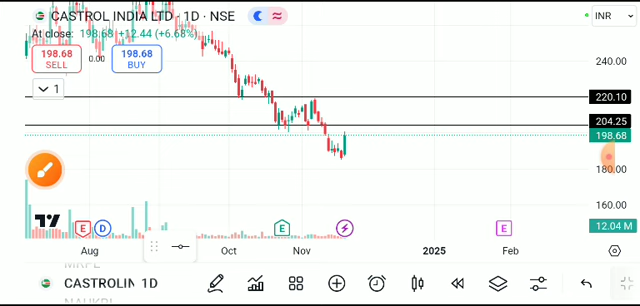 CASTROL INDIA LTD · 1D · NSE
INR
At close: 198.68 +12.44 (+6.68%)
198.68
SELL
0.00
198.68
BUY
1
240.00
220.10
204.25
198.68
180.00
160.00
12.04 M
E
D
E
E
Aug
Oct
Nov
2025
Feb
CASTROLIN 1D